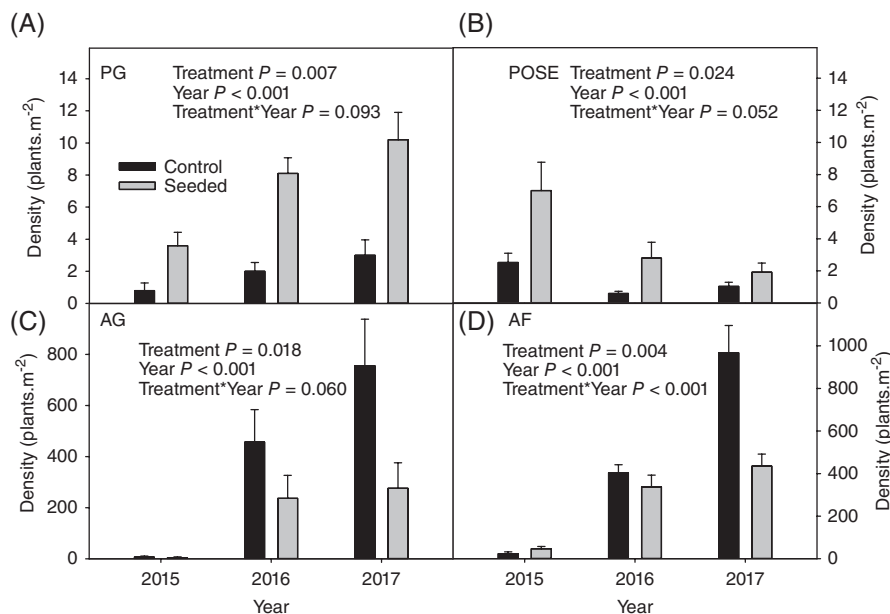 (A)
PG
Treatment P = 0.007
Year P < 0.001
Treatment*Year P = 0.093
Control
Seeded
14
12
10
8
6
4
2
0
Density (plants.m-2)
(B)
POSE
Treatment P = 0.024
Year P < 0.001
Treatment*Year P = 0.052
14
12
10
8
6
4
2
0
Density (plants.m-2)
(C)
AG
Treatment P = 0.018
Year P < 0.001
Treatment*Year P = 0.060
800
600
400
200
0
Density (plants.m-2)
2015 2016 2017
Year
(D)
AF
Treatment P = 0.004
Year P < 0.001
Treatment*Year P < 0.001
1000
800
600
400
200
0
Density (plants.m-2)
2015 2016 2017
Year